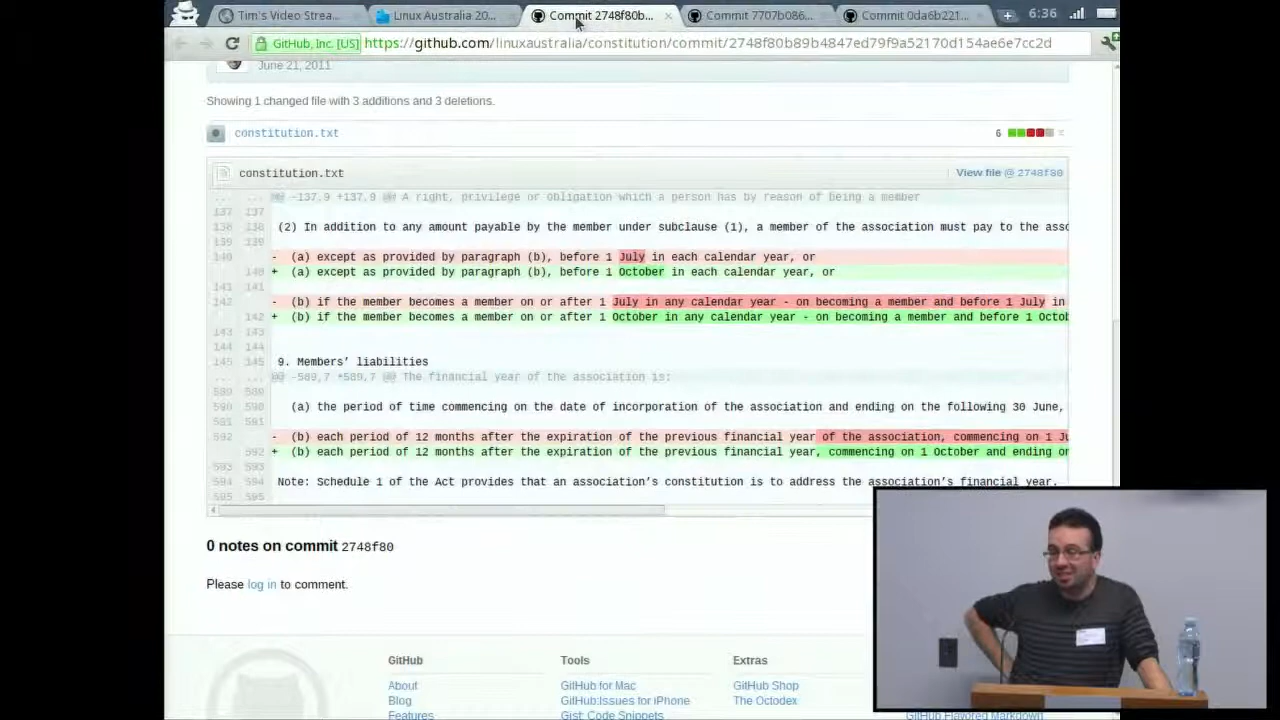 Tim's Video Strea...
Linux Australia 20...
Commit 2748f80b...
Commit 7707b086...
Commit 0da6b221...
6:36
GitHub, Inc. [US]
https://github.com/linuxaustralia/constitution/commit/2748f80b89b4847ed79f9a52170d154ae6e7cc2d
June 21, 2011
Showing 1 changed file with 3 additions and 3 deletions.
constitution.txt
6
constitution.txt
View file @ 2748f80
... ... @@ -137,9 +137,9 @@ A right, privilege or obligation which a person has by reason of being a member
137 137
138 138 (2) In addition to any amount payable by the member under subclause (1), a member of the association must pay to the asso
139 139
140 - (a) except as provided by paragraph (b), before 1 July in each calendar year, or
140 + (a) except as provided by paragraph (b), before 1 October in each calendar year, or
141 141
142 - (b) if the member becomes a member on or after 1 July in any calendar year - on becoming a member and before 1 July in
142 + (b) if the member becomes a member on or after 1 October in any calendar year - on becoming a member and before 1 Octob
143 143
144 144
145 145 9. Members’ liabilities
... ... @@ -589,7 +589,7 @@ The financial year of the association is:
589 589
590 590 (a) the period of time commencing on the date of incorporation of the association and ending on the following 30 June,
591 591
592 - (b) each period of 12 months after the expiration of the previous financial year of the association, commencing on 1 Ju
592 + (b) each period of 12 months after the expiration of the previous financial year, commencing on 1 October and ending on
593 593
594 594 Note: Schedule 1 of the Act provides that an association’s constitution is to address the association’s financial year.
595 595
0 notes on commit 2748f80
Please log in to comment.
GitHub
Tools
Extras
About
GitHub for Mac
GitHub Shop
Blog
GitHub:Issues for iPhone
The Octodex
Features
Gist: Code Snippets
GitHub Flavored Markdown